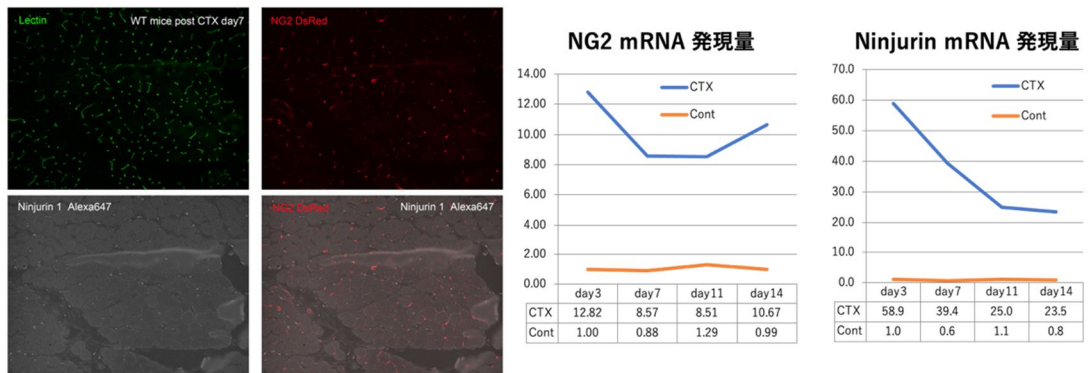 Lectin
WT mice post CTX day7
NG2 DsRed
Ninjurin 1 Alexa647
NG2 DsRed
Ninjurin 1 Alexa647
NG2 mRNA 発現量
14.00
12.00
10.00
8.00
6.00
4.00
2.00
0.00
CTX
Cont
day3 day7 day11 day14
CTX 12.82 8.57 8.51 10.67
Cont 1.00 0.88 1.29 0.99
Ninjurin mRNA 発現量
70.0
60.0
50.0
40.0
30.0
20.0
10.0
0.0
CTX
Cont
day3 day7 day11 day14
CTX 58.9 39.4 25.0 23.5
Cont 1.0 0.6 1.1 0.8